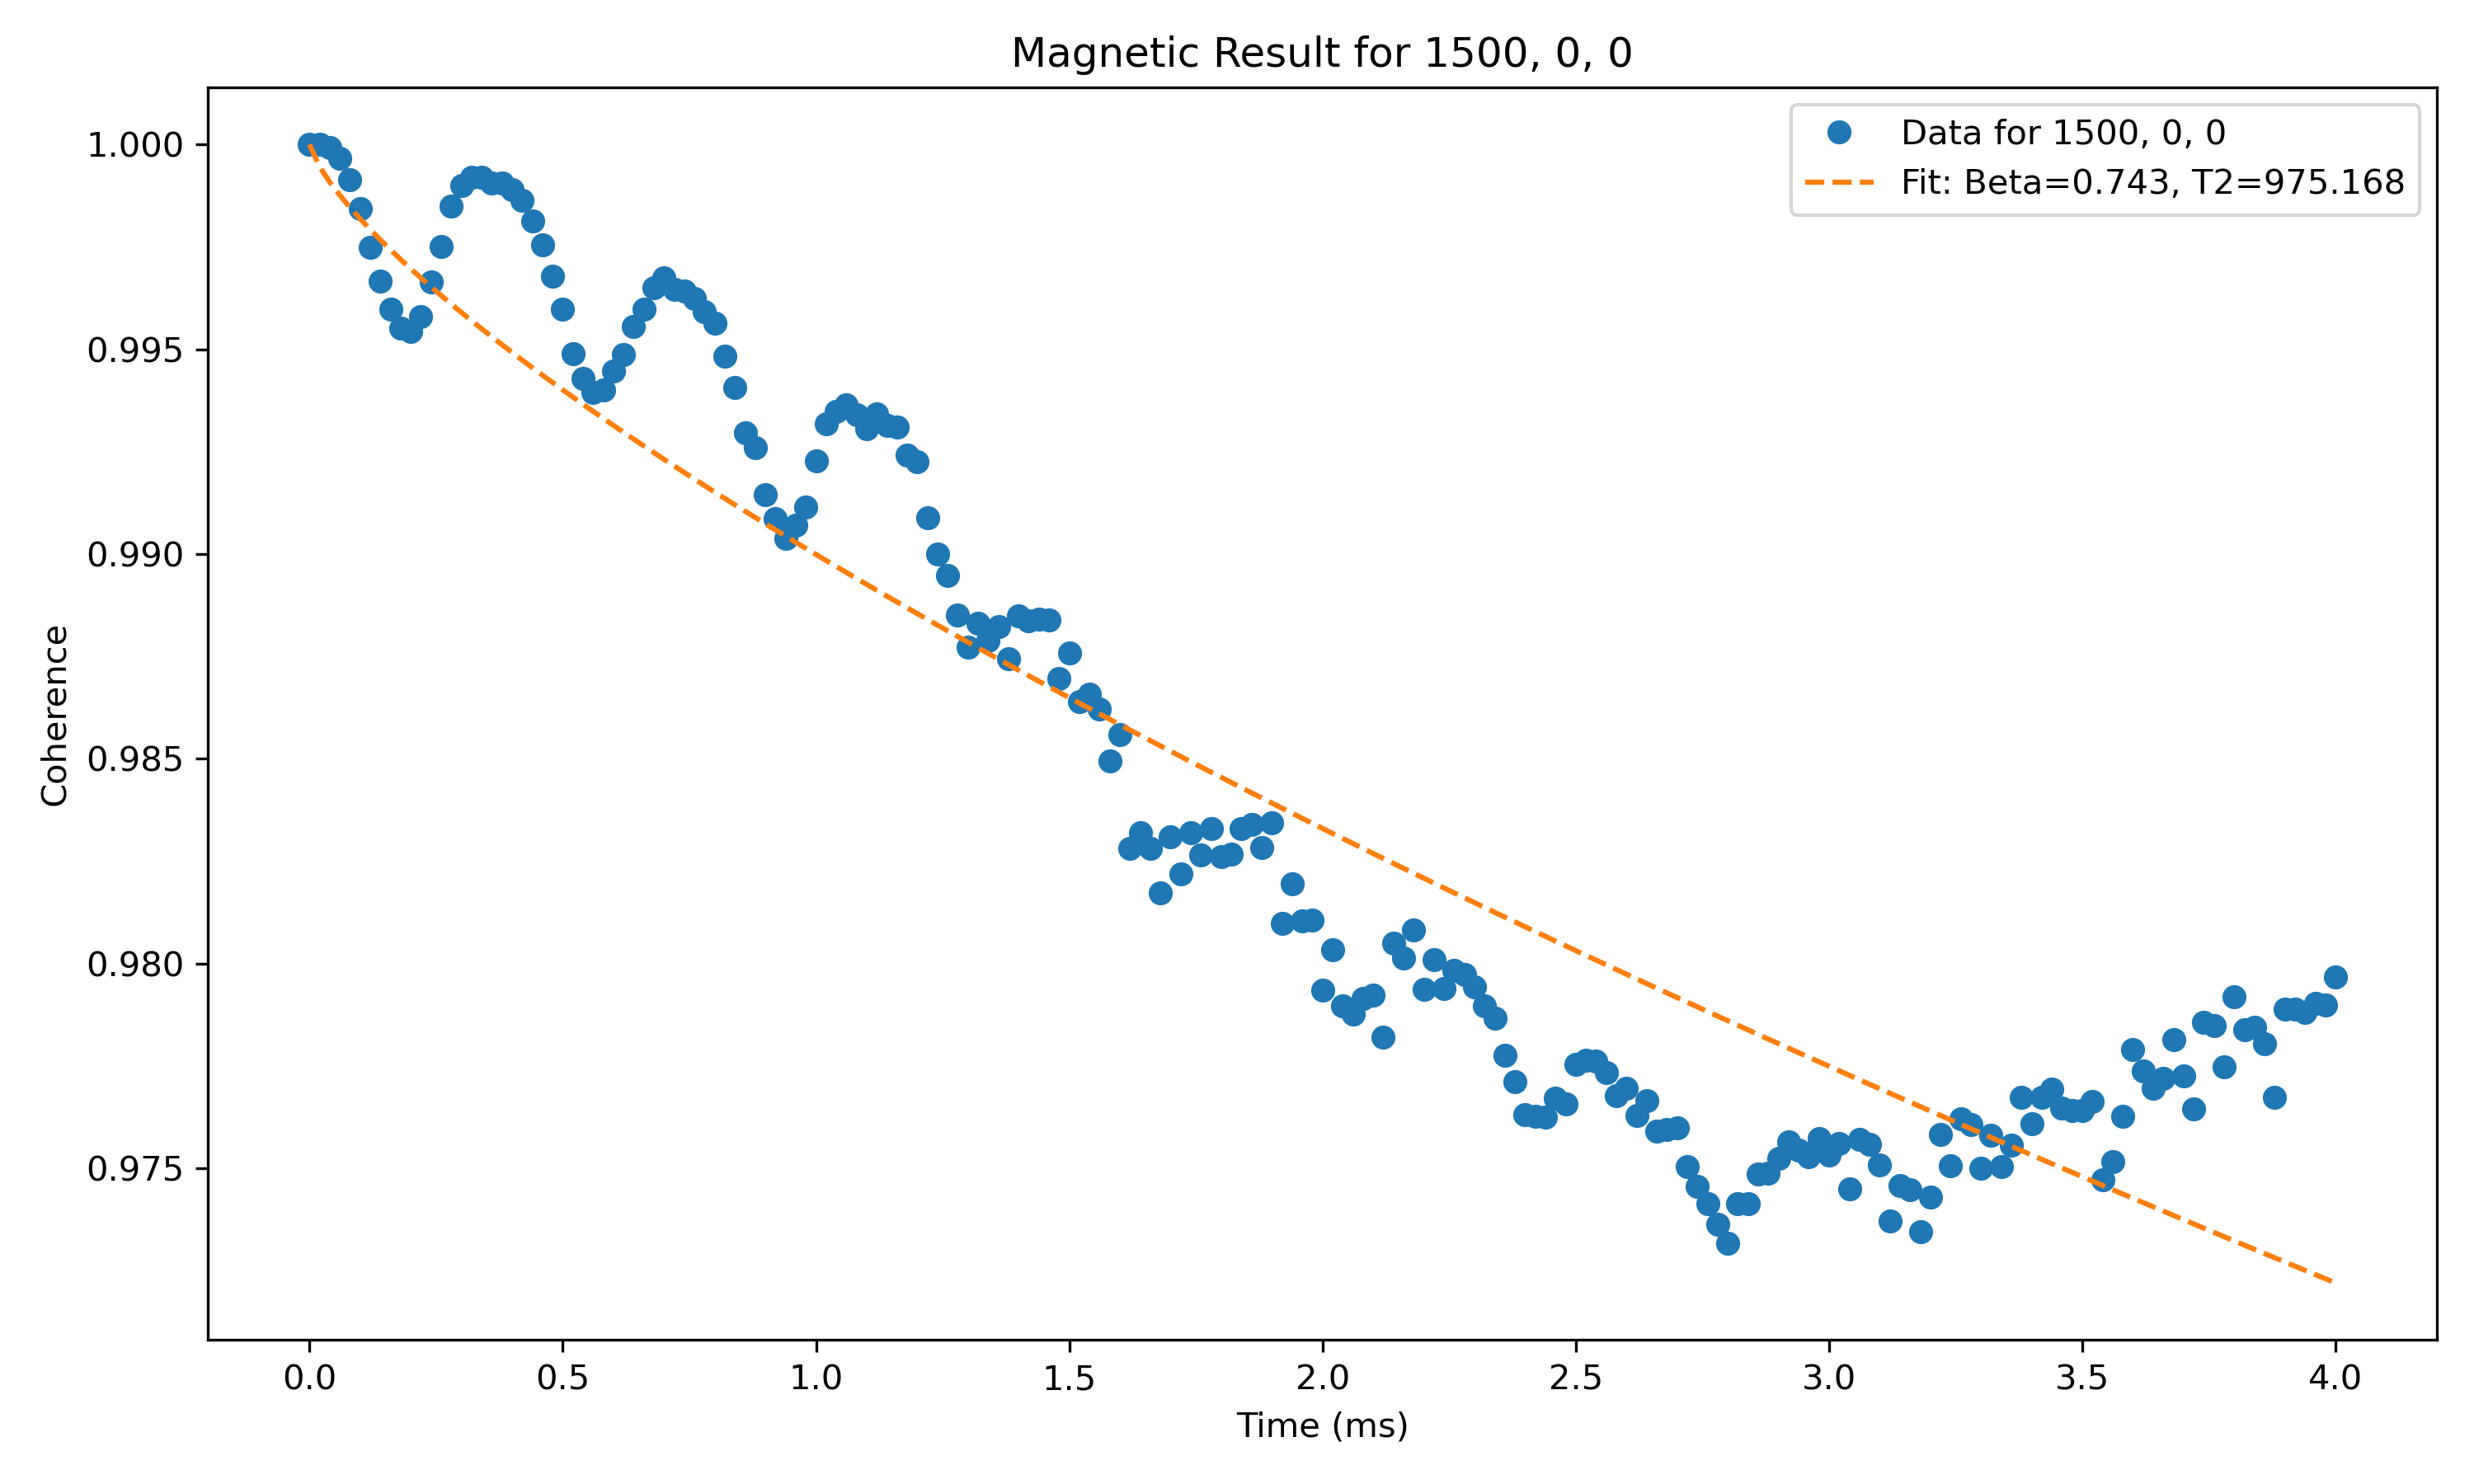 Magnetic Result for 1500, 0, 0
Data for 1500, 0, 0
Fit: Beta=0.743, T2=975.168
Coherence
1.000
0.995
0.990
0.985
0.980
0.975
0.0 0.5 1.0 1.5 2.0 2.5 3.0 3.5 4.0
Time (ms)